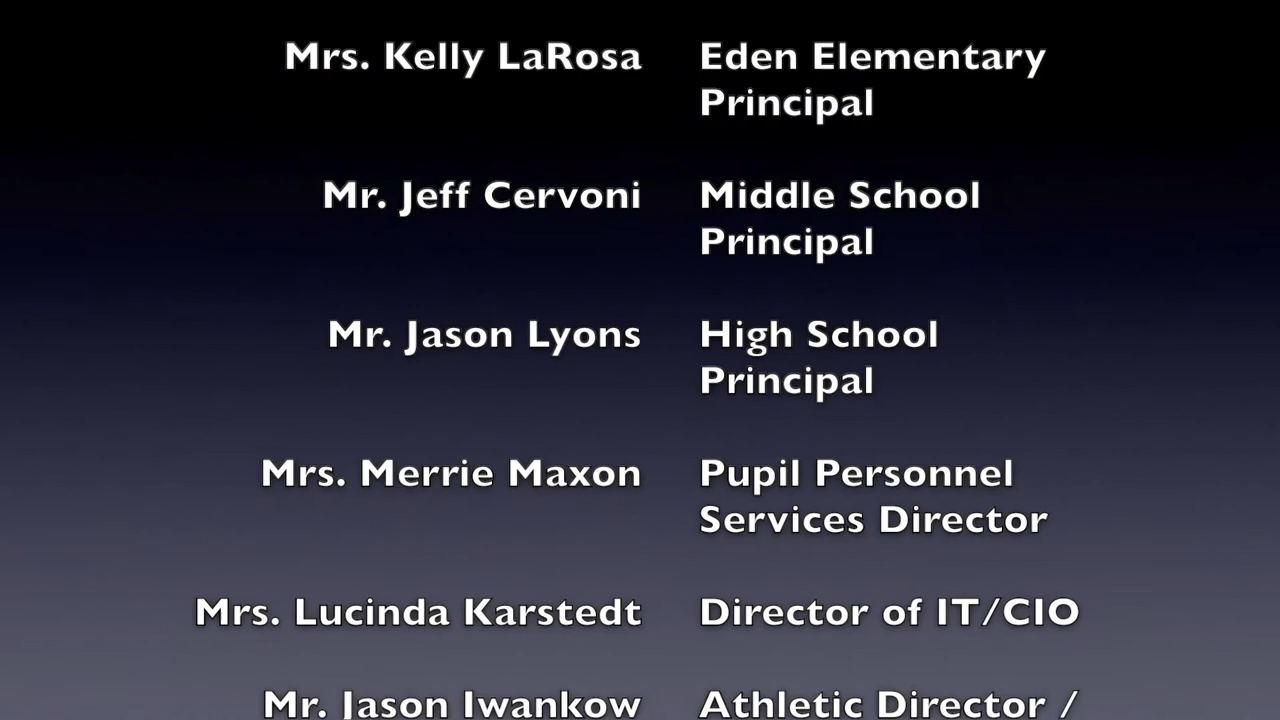 Mrs. Kelly LaRosa Eden Elementary
Principal
Mr. Jeff Cervoni Middle School
Principal
Mr. Jason Lyons High School
Principal
Mrs. Merrie Maxon Pupil Personnel
Services Director
Mrs. Lucinda Karstedt Director of IT/CIO
Mr. Jason Iwankow Athletic Director /